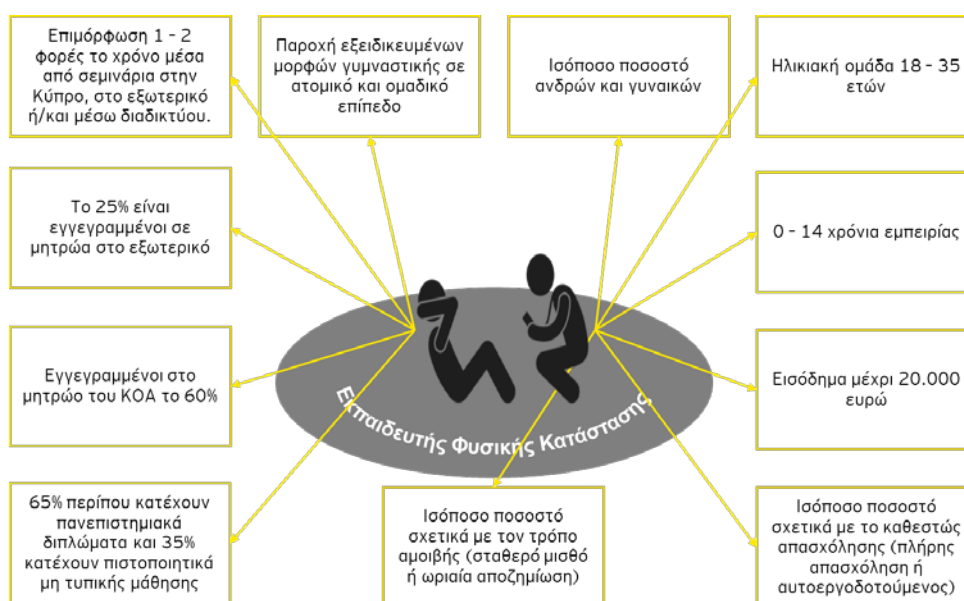 Επιμόρφωση 1 - 2
φορές το χρόνο μέσα
από σεμινάρια στην
Κύπρο, στο εξωτερικό
ή/και μέσω διαδικτύου.
Παροχή εξειδικευμένων
μορφών γυμναστικής σε
ατομικό και ομαδικό
επίπεδο
Ισόποσο ποσοστό
ανδρών και γυναικών
Ηλικιακή ομάδα 18 - 35
ετών
Το 25% είναι
εγγεγραμμένοι σε
μητρώα στο εξωτερικό
0 - 14 χρόνια εμπειρίας
Εγγεγραμμένοι στο
μητρώο του ΚΟΑ το 60%
Εισόδημα μέχρι 20.000
ευρώ
Εκπαιδευτής Φυσικής Κατάστασης
65% περίπου κατέχουν
πανεπιστημιακά
διπλώματα και 35%
κατέχουν πιστοποιητικά
μη τυπικής μάθησης
Ισόποσο ποσοστό
σχετικά με τον τρόπο
αμοιβής (σταθερό μισθό
ή ωριαία αποζημίωση)
Ισόποσο ποσοστό
σχετικά με το καθεστώς
απασχόλησης (πλήρης
απασχόληση ή
αυτοεργοδοτούμενος)